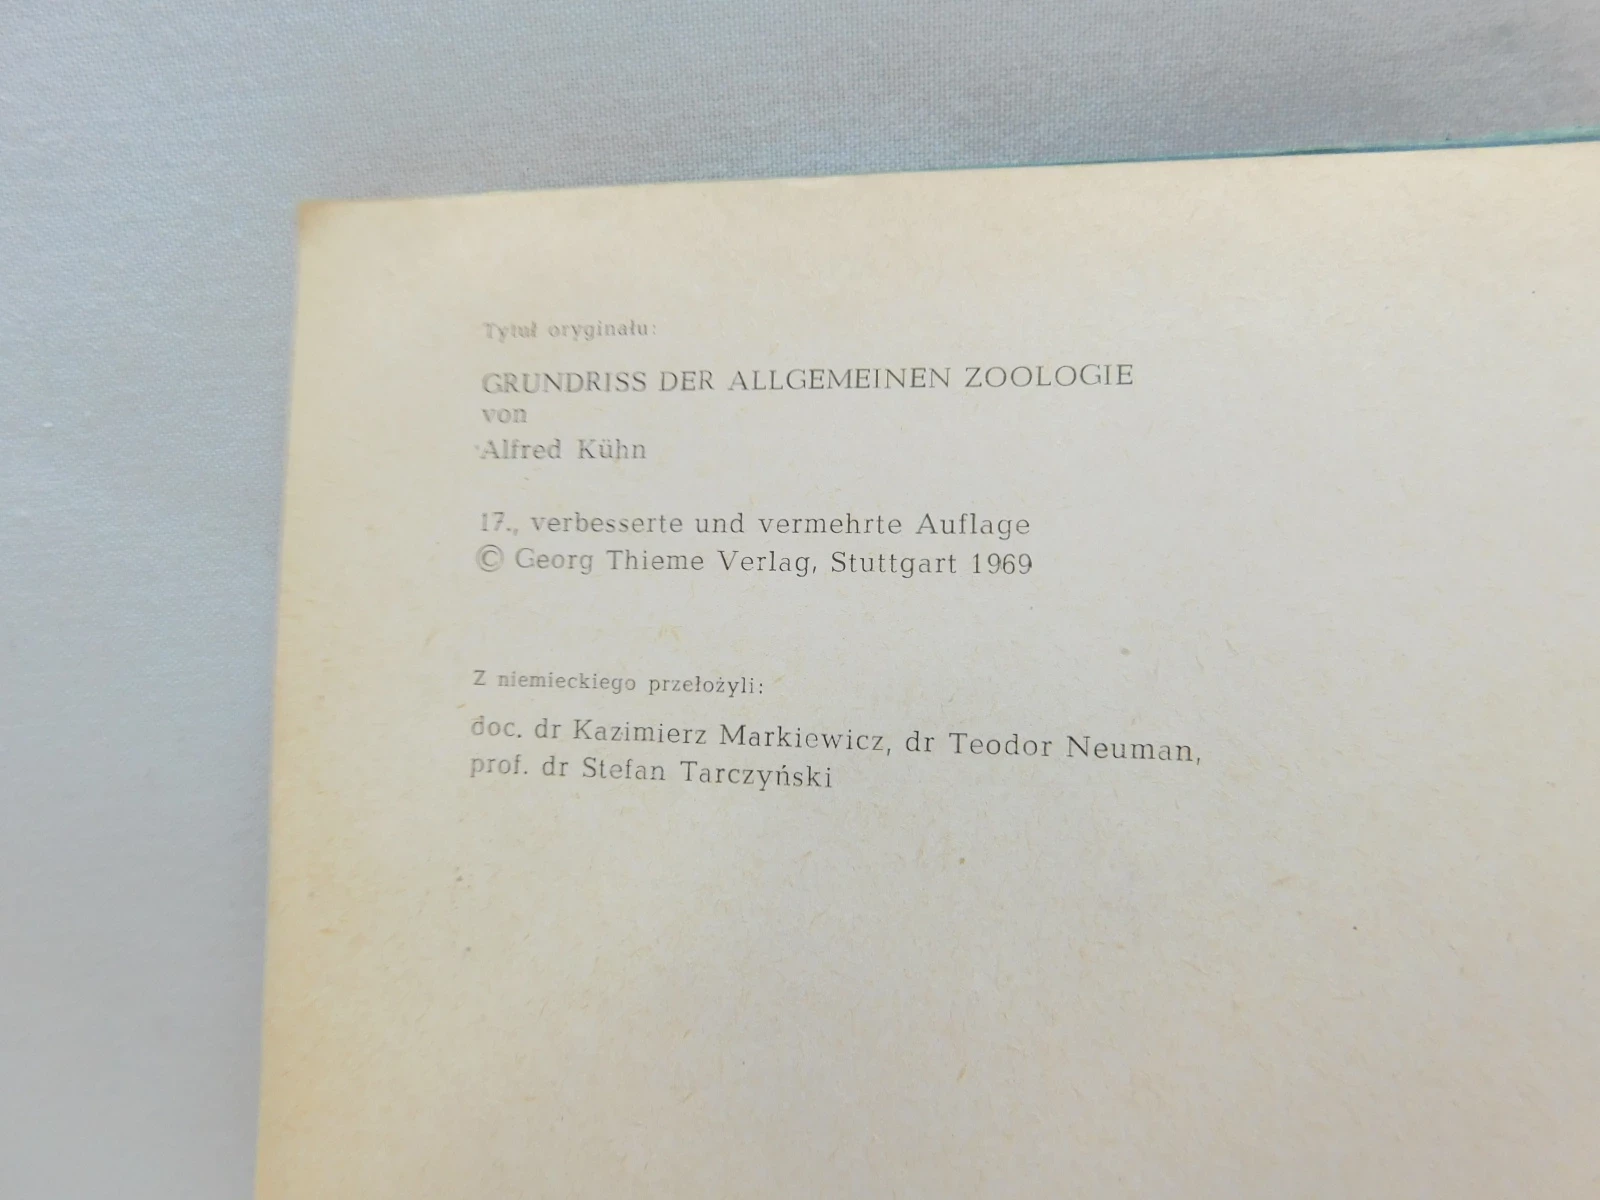 Tytuł oryginału:
GRUNDRISS DER ALLGEMEINEN ZOOLOGIE
von
Alfred Kühn
17., verbesserte und vermehrte Auflage
© Georg Thieme Verlag, Stuttgart 1969
Z niemieckiego przełożyli:
doc. dr Kazimierz Markiewicz, dr Teodor Neuman,
prof. dr Stefan Tarczyński